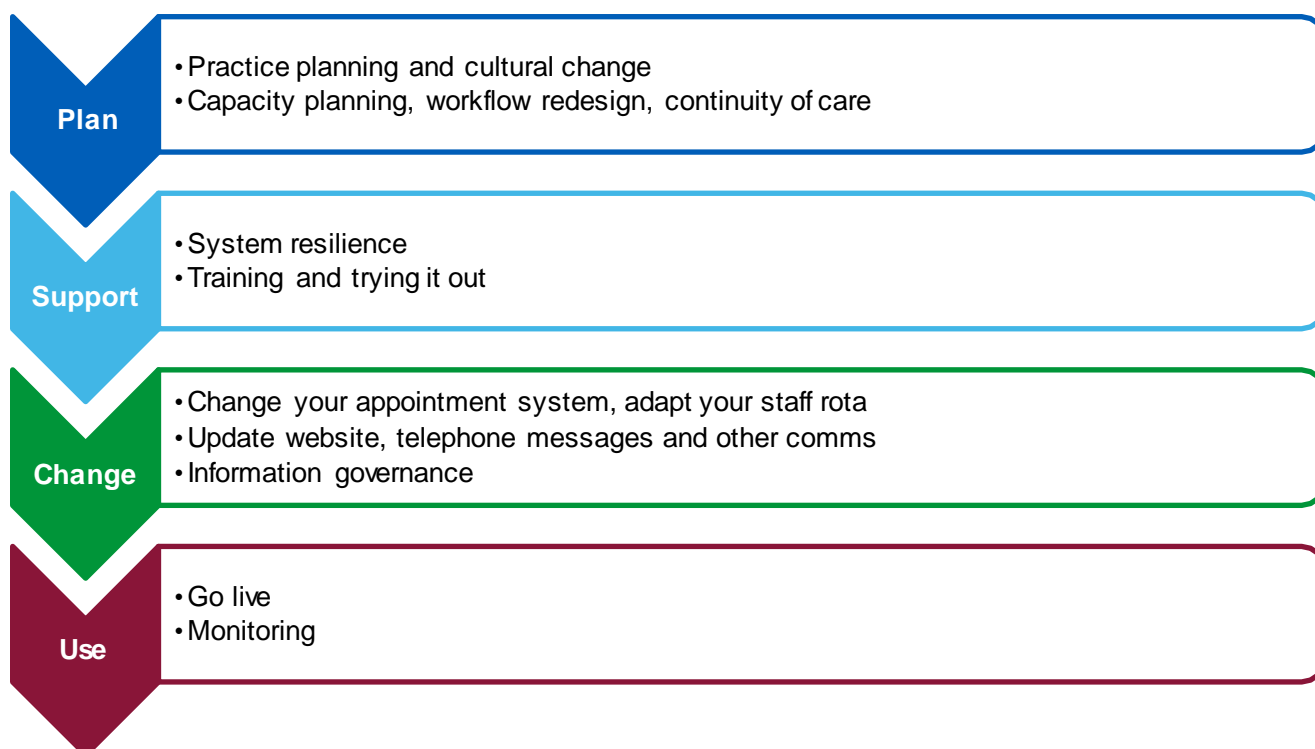 Plan
• Practice planning and cultural change
• Capacity planning, workflow redesign, continuity of care
Support
• System resilience
• Training and trying it out
Change
• Change your appointment system, adapt your staff rota
• Update website, telephone messages and other comms
• Information governance
Use
• Go live
• Monitoring